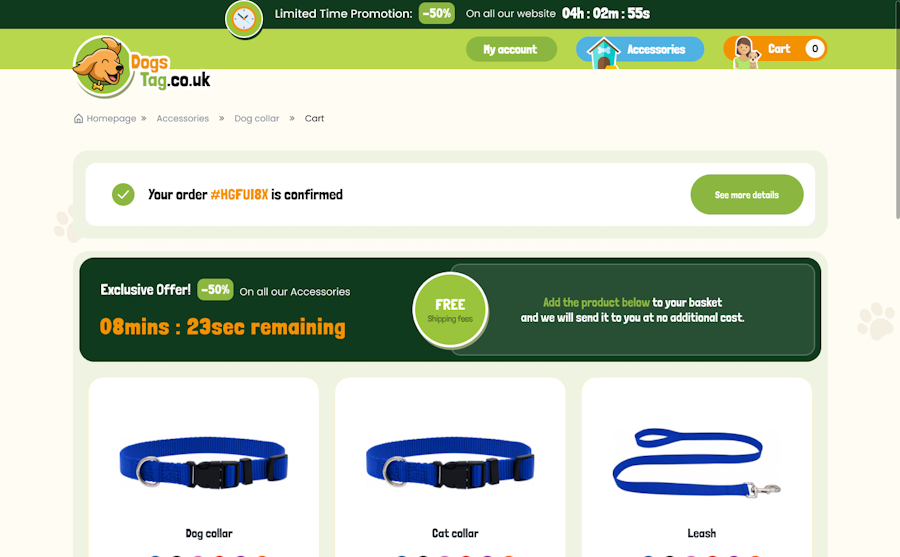 Limited Time Promotion: -50% On all our website 04h : 02m : 55s
Dogs
Tag.co.uk
My account
Accessories
Cart 0
Homepage » Accessories » Dog collar » Cart
Your order #HGFU18X is confirmed
See more details
Exclusive Offer! -50% On all our Accessories
08mins : 23sec remaining
FREE
Shipping fees
Add the product below to your basket
and we will send it to you at no additional cost.
Dog collar
Cat collar
Leash